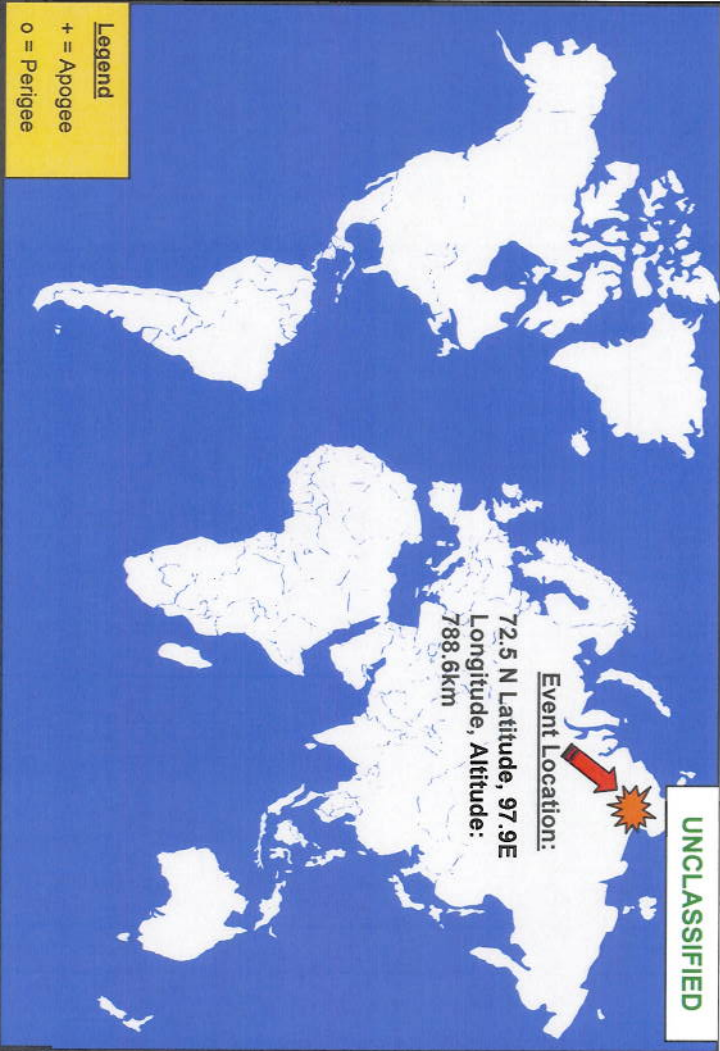 UNCLASSIFIED
Event Location:
72.5 N Latitude, 97.9E
Longitude, Altitude:
788.6km
Legend
+ = Apogee
o = Perigee